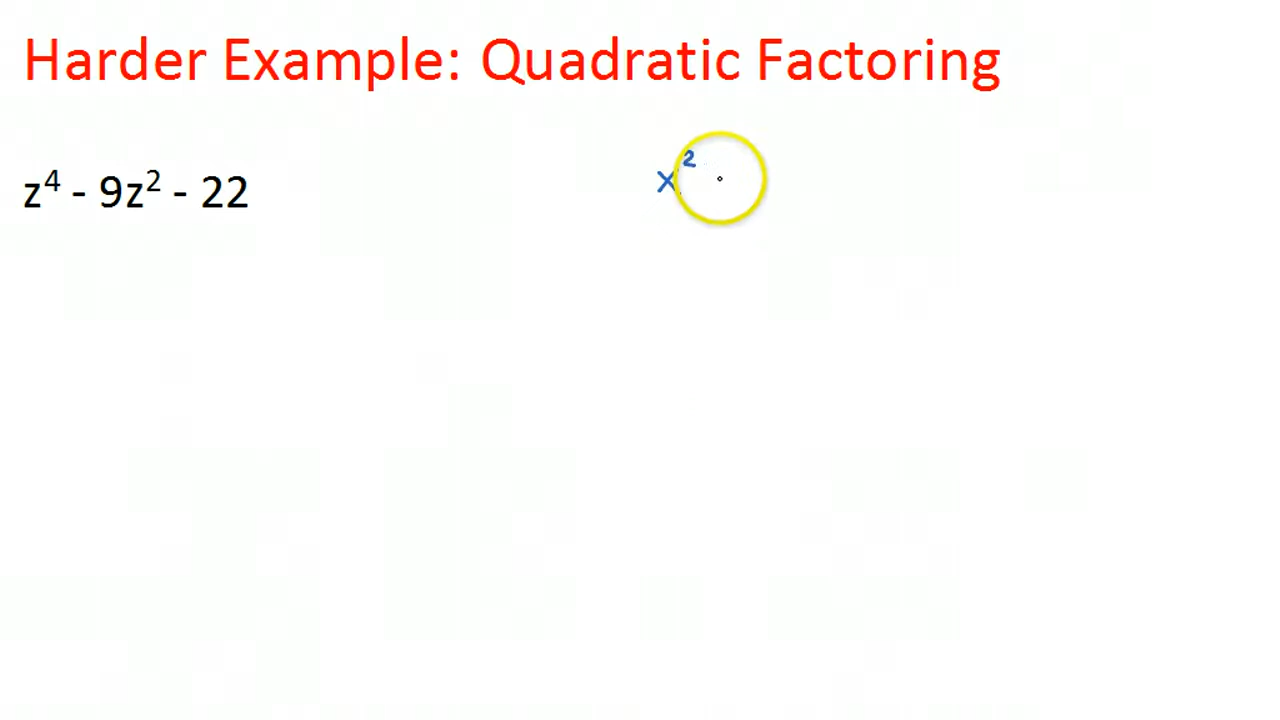 Harder Example: Quadratic Factoring
z⁴ - 9z² - 22
x²